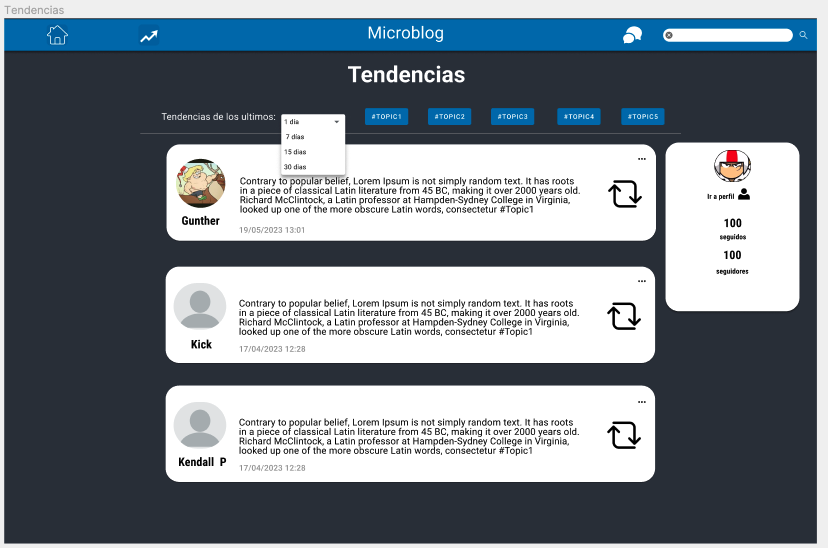 Tendencias
Microblog
Tendencias
Tendencias de los ultimos:
1 dia
7 días
15 dias
30 dias
#TOPIC1
#TOPIC2
#TOPIC3
#TOPIC4
#TOPIC5
Contrary to popular belief, Lorem Ipsum is not simply random text. It has roots
in a piece of classical Latin literature from 45 BC, making it over 2000 years old.
Richard McClintock, a Latin professor at Hampden-Sydney College in Virginia,
looked up one of the more obscure Latin words, consectetur #Topic1
Gunther
19/05/2023 13:01
Ir a perfil
100
seguidos
100
seguidores
Contrary to popular belief, Lorem Ipsum is not simply random text. It has roots
in a piece of classical Latin literature from 45 BC, making it over 2000 years old.
Richard McClintock, a Latin professor at Hampden-Sydney College in Virginia,
looked up one of the more obscure Latin words, consectetur #Topic1
Kick
17/04/2023 12:28
Contrary to popular belief, Lorem Ipsum is not simply random text. It has roots
in a piece of classical Latin literature from 45 BC, making it over 2000 years old.
Richard McClintock, a Latin professor at Hampden-Sydney College in Virginia,
looked up one of the more obscure Latin words, consectetur #Topic1
Kendall P
17/04/2023 12:28